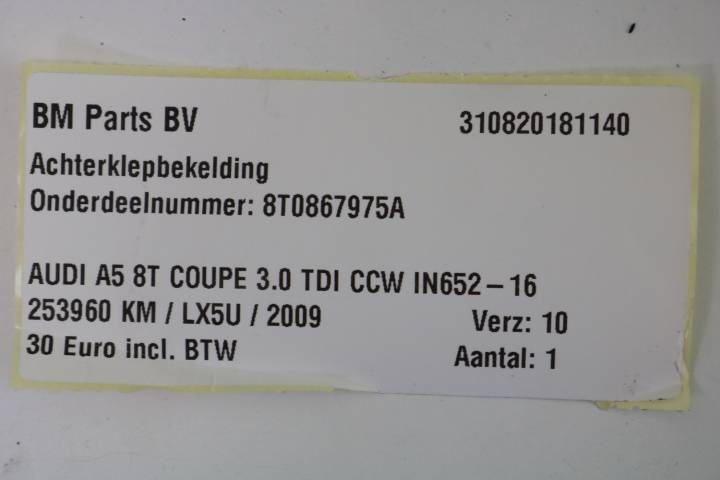 BM Parts BV 310820181140
Achterklepbekelding
Onderdeelnummer: 8T0867975A
AUDI A5 8T COUPE 3.0 TDI CCW IN652-16
253960 KM / LX5U / 2009 Verz: 10
30 Euro incl. BTW Aantal: 1